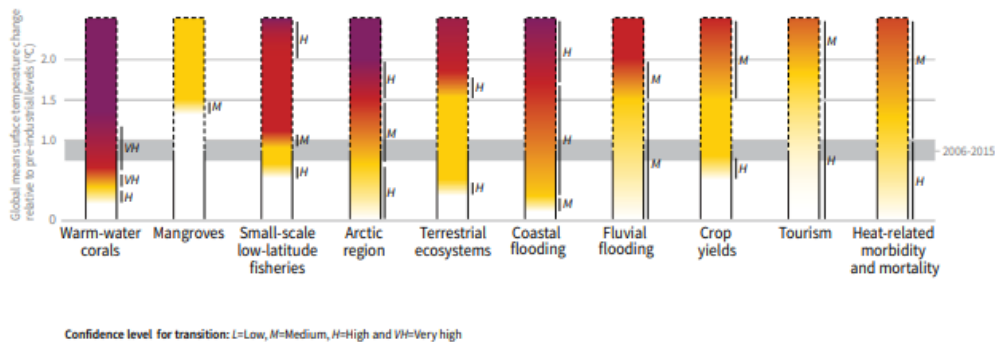 Global mean surface temperature change
relative to pre-industrial levels (°C)
2.0
1.5
1.0
0
H
M
H
H
H
M
H
M
M
VH
M
H
H
M
2006-2015
VH
H
H
H
H
M
H
H
H
M
Warm-water
corals
Mangroves
Small-scale
low-latitude
fisheries
Arctic
region
Terrestrial
ecosystems
Coastal
flooding
Fluvial
flooding
Crop
yields
Tourism
Heat-related
morbidity
and mortality
Confidence level for transition: L=Low, M=Medium, H=High and VH=Very high